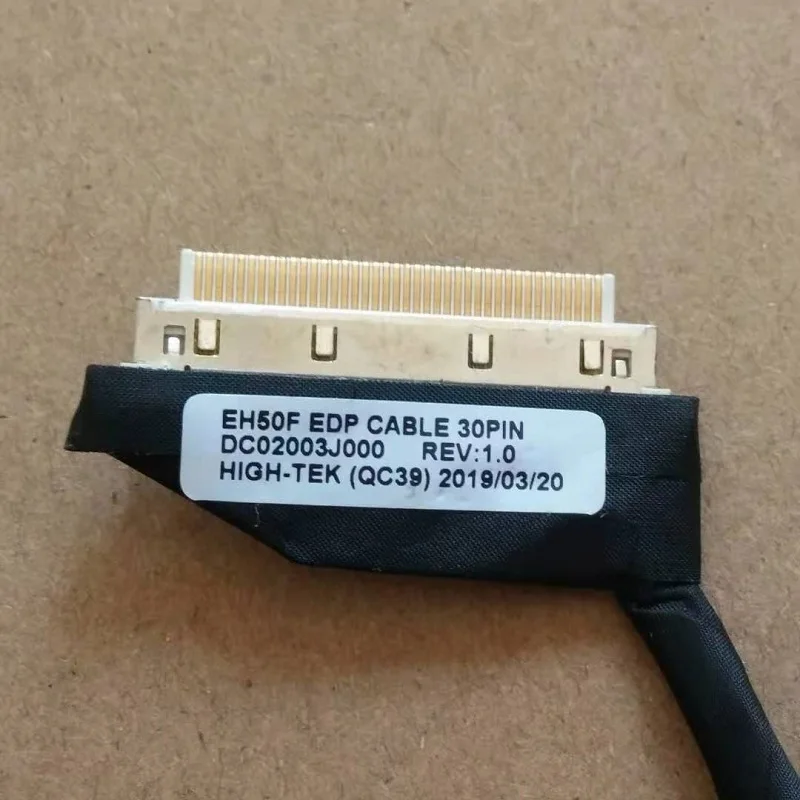 EH50F EDP CABLE 30PIN
DC02003J000 REV:1.0
HIGH-TEK (QC39) 2019/03/20